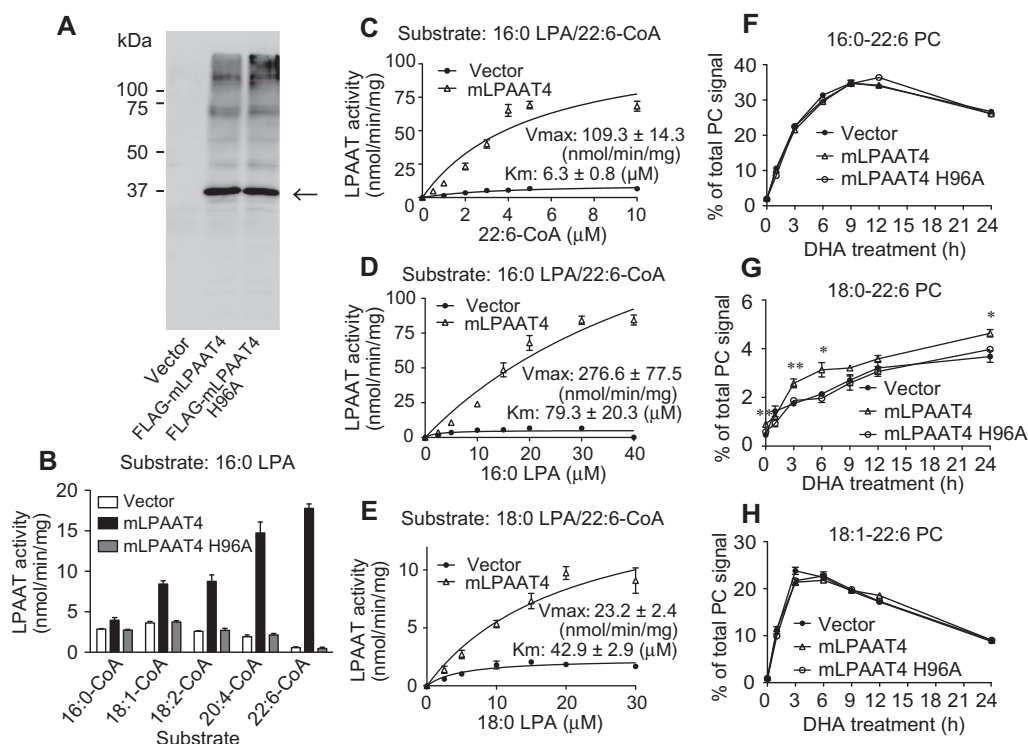 A
kDa
100
75
50
37
←
Vector
FLAG-mLPAAT4
FLAG-mLPAAT4
H96A
B
Substrate: 16:0 LPA
LPAAT activity
(nmol/min/mg)
20
15
10
5
0
Vector
mLPAAT4
mLPAAT4 H96A
16:0-CoA
18:1-CoA
18:2-CoA
20:4-CoA
22:6-CoA
Substrate
C
Substrate: 16:0 LPA/22:6-CoA
LPAAT activity
(nmol/min/mg)
100
75
50
25
0
Vector
mLPAAT4
Vmax: 109.3 ± 14.3
(nmol/min/mg)
Km: 6.3 ± 0.8 (μM)
0 2 4 6 8 10
22:6-CoA (μM)
D
Substrate: 16:0 LPA/22:6-CoA
LPAAT activity
(nmol/min/mg)
100
75
50
25
0
Vector
mLPAAT4
Vmax: 276.6 ± 77.5
(nmol/min/mg)
Km: 79.3 ± 20.3 (μM)
0 10 20 30 40
16:0 LPA (μM)
E
Substrate: 18:0 LPA/22:6-CoA
LPAAT activity
(nmol/min/mg)
10
5
0
Vector
mLPAAT4
Vmax: 23.2 ± 2.4
(nmol/min/mg)
Km: 42.9 ± 2.9 (μM)
0 10 20 30
18:0 LPA (μM)
F
16:0-22:6 PC
% of total PC signal
40
30
20
10
0
Vector
mLPAAT4
mLPAAT4 H96A
0 3 6 9 12 15 18 21 24
DHA treatment (h)
G
18:0-22:6 PC
% of total PC signal
6
4
2
0
**
**
*
*
Vector
mLPAAT4
mLPAAT4 H96A
0 3 6 9 12 15 18 21 24
DHA treatment (h)
H
18:1-22:6 PC
% of total PC signal
30
20
10
0
Vector
mLPAAT4
mLPAAT4 H96A
0 3 6 9 12 15 18 21 24
DHA treatment (h)